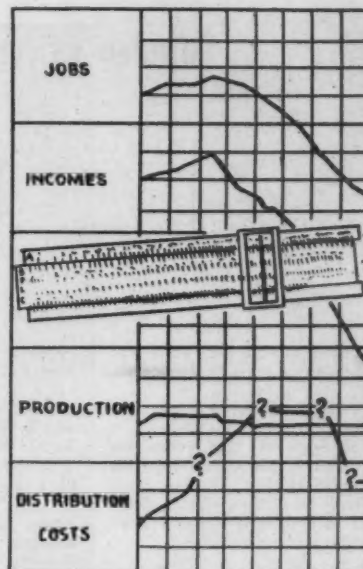 JOBS
INCOMES
PRODUCTION
?
?
?
?
DISTRIBUTION
COSTS